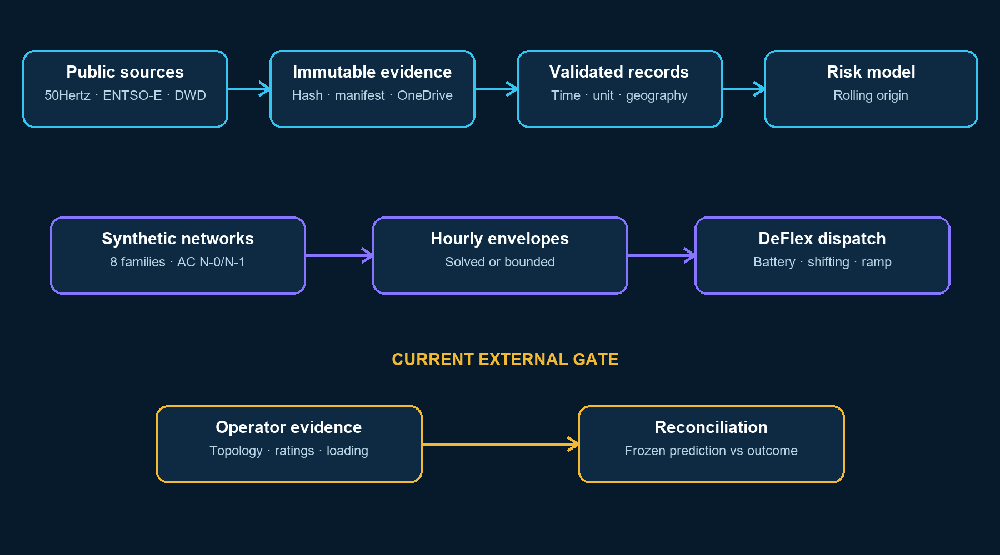 Public sources
50Hertz · ENTSO-E · DWD
Immutable evidence
Hash · manifest · OneDrive
Validated records
Time · unit · geography
Risk model
Rolling origin
Synthetic networks
8 families · AC N-0/N-1
Hourly envelopes
Solved or bounded
DeFlex dispatch
Battery · shifting · ramp
CURRENT EXTERNAL GATE
Operator evidence
Topology · ratings · loading
Reconciliation
Frozen prediction vs outcome